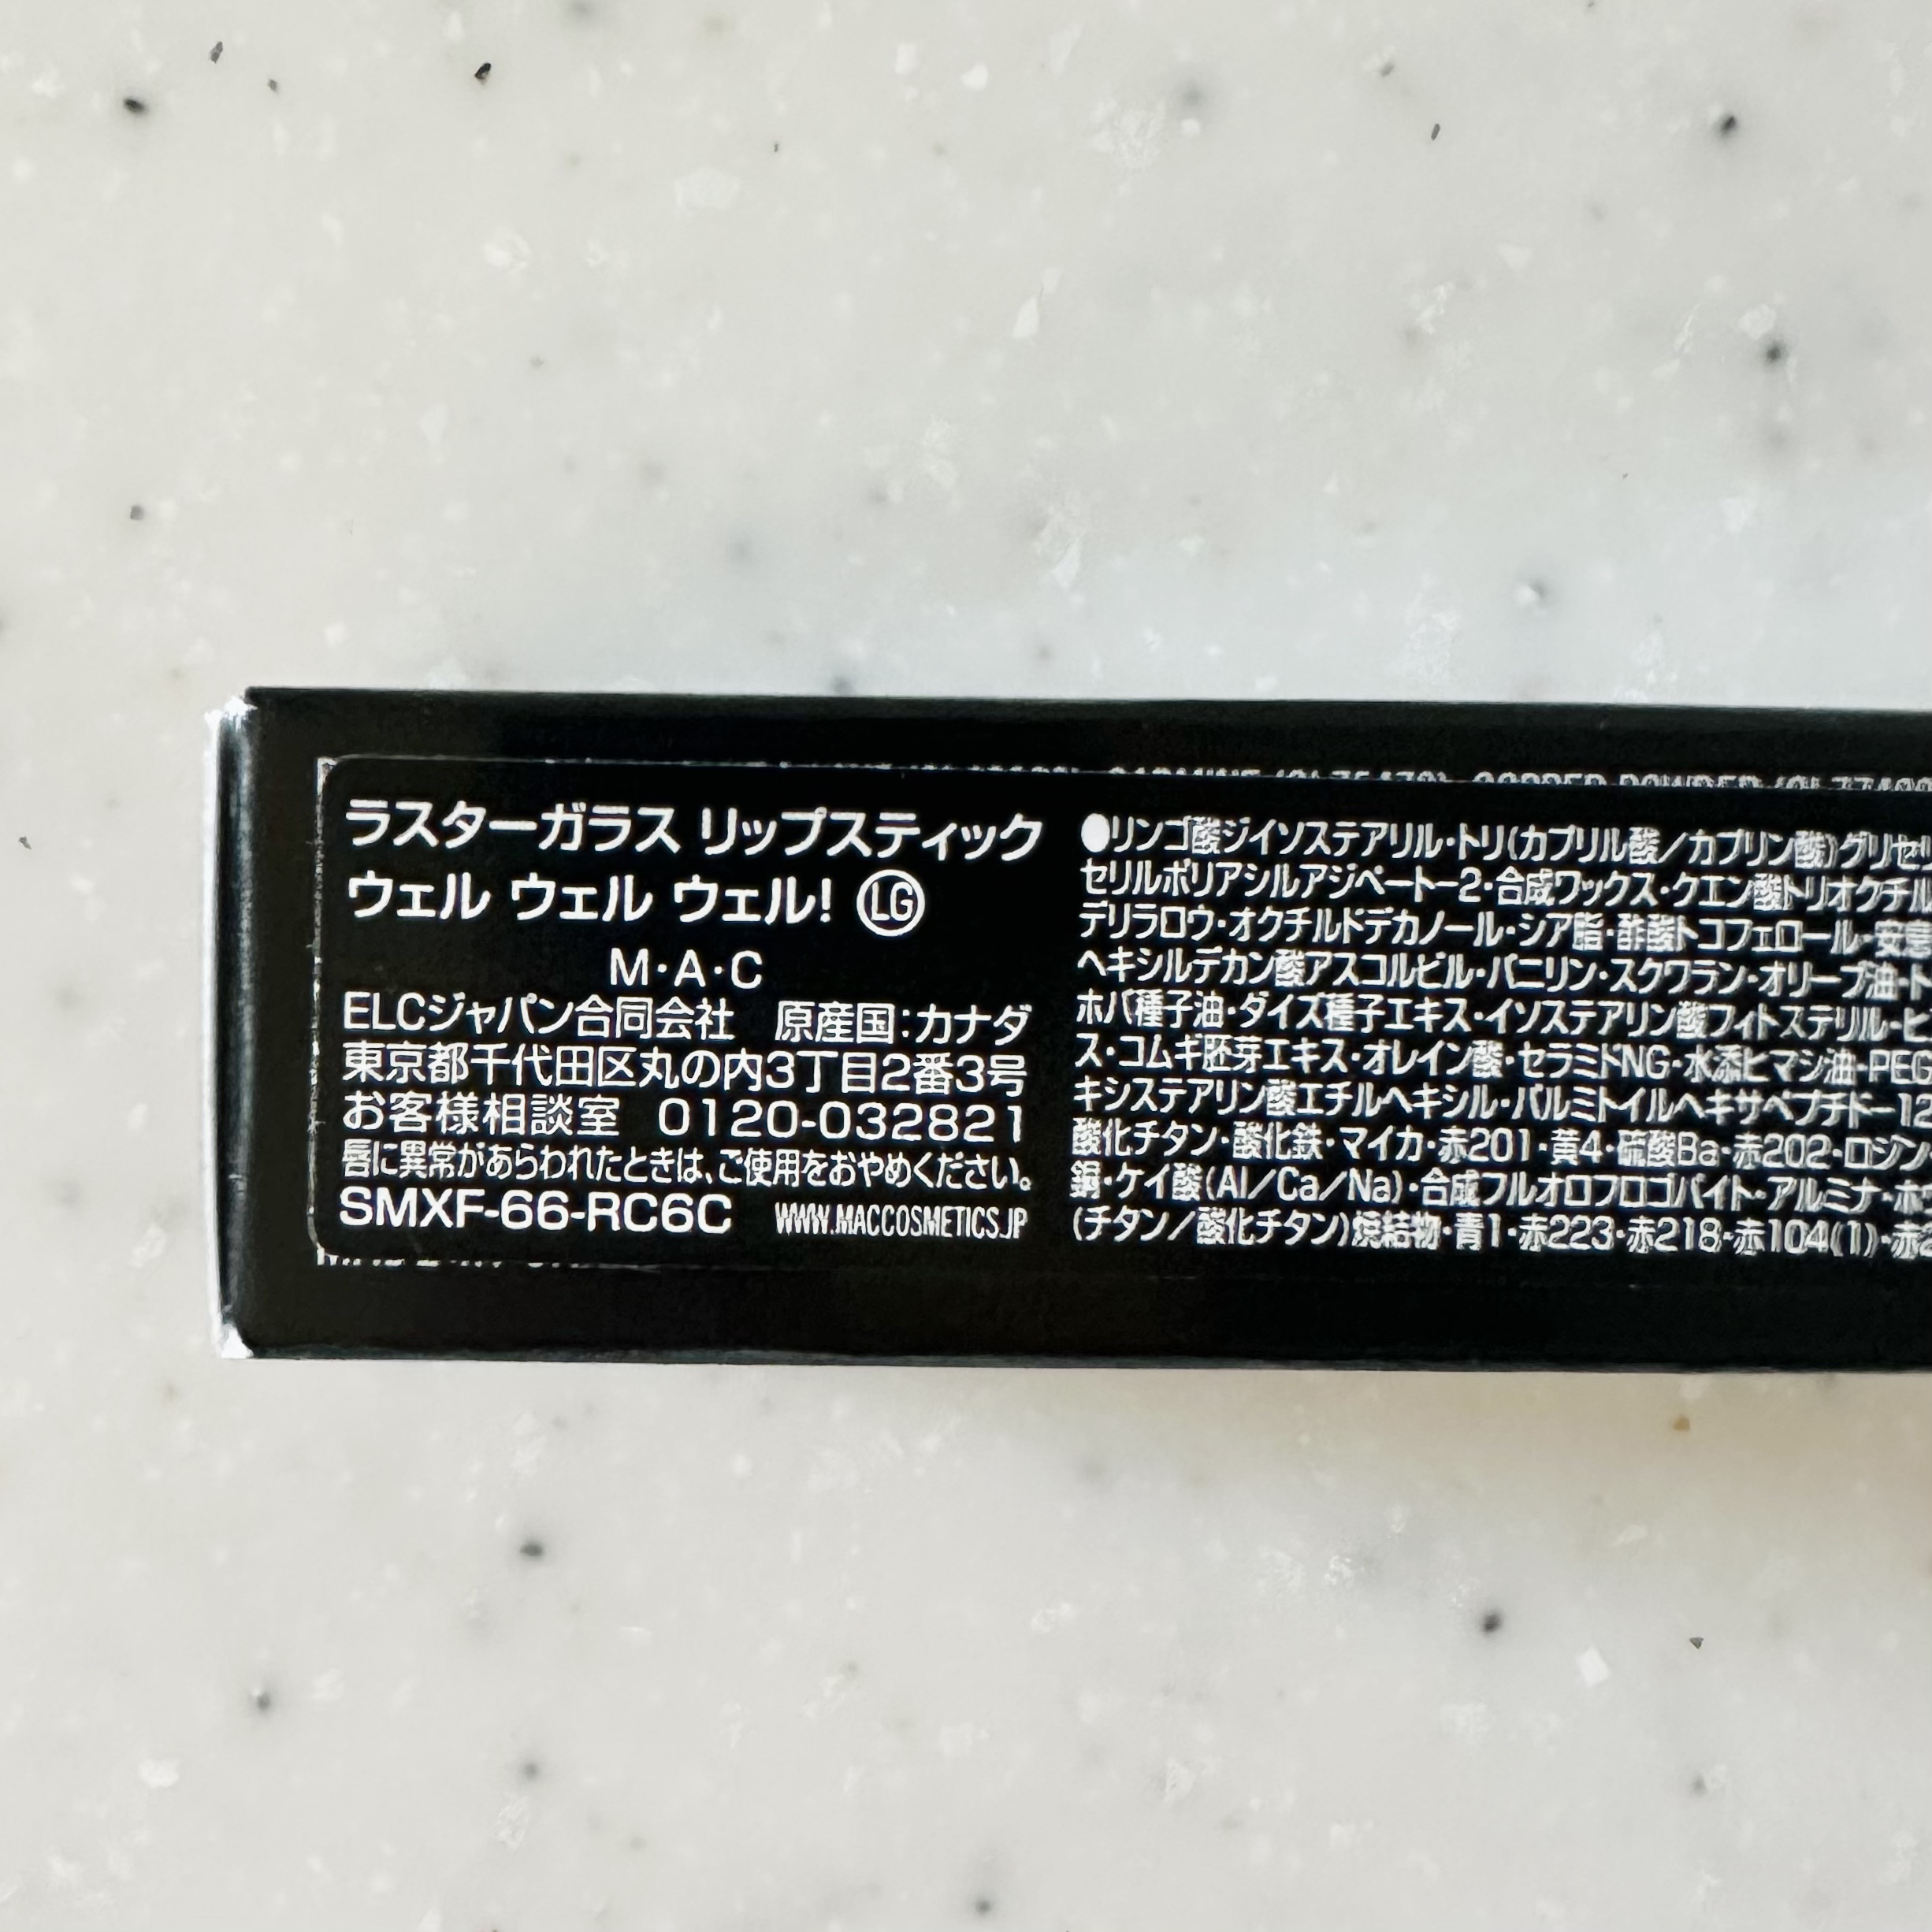 ラスターガラス リップスティック
ウェル ウェル ウェル! LG
M・A・C
ELCジャパン合同会社 原産国:カナダ
東京都千代田区丸の内3丁目2番3号
お客様相談室 0120-032821
唇に異常があらわれたときは、ご使用をおやめください。
SMXF-66-RC6C WWW.MACCOSMETICS.JP
●リンゴ酸ジイソステアリル・トリ(カプリル酸/カプリン酸)グリセリ
セリルポリアシルアジペート-2・合成ワックス・クエン酸トリオクチル
デリラロウ・オクチルドデカノール・シア脂・酢酸トコフェロール・安息
ヘキシルデカン酸アスコルビル・バニリン・スクワラン・オリーブ油・ト
ホバ種子油・ダイズ種子エキス・イソステアリン酸フィトステリル・ヒ
ス・コムギ胚芽エキス・オレイン酸・セラミドNG・水添ヒマシ油・PEG
キシステアリン酸エチルヘキシル・パルミトイルヘキサペプチド-12
酸化チタン・酸化鉄・マイカ・赤201・黄4・硫酸Ba・赤202・ロジン・
銅・ケイ酸(Al/Ca/Na)・合成フルオロフロゴパイト・アルミナ・ホ
(チタン/酸化チタン)焼結物・青1・赤223・赤218・赤104(1)・赤2